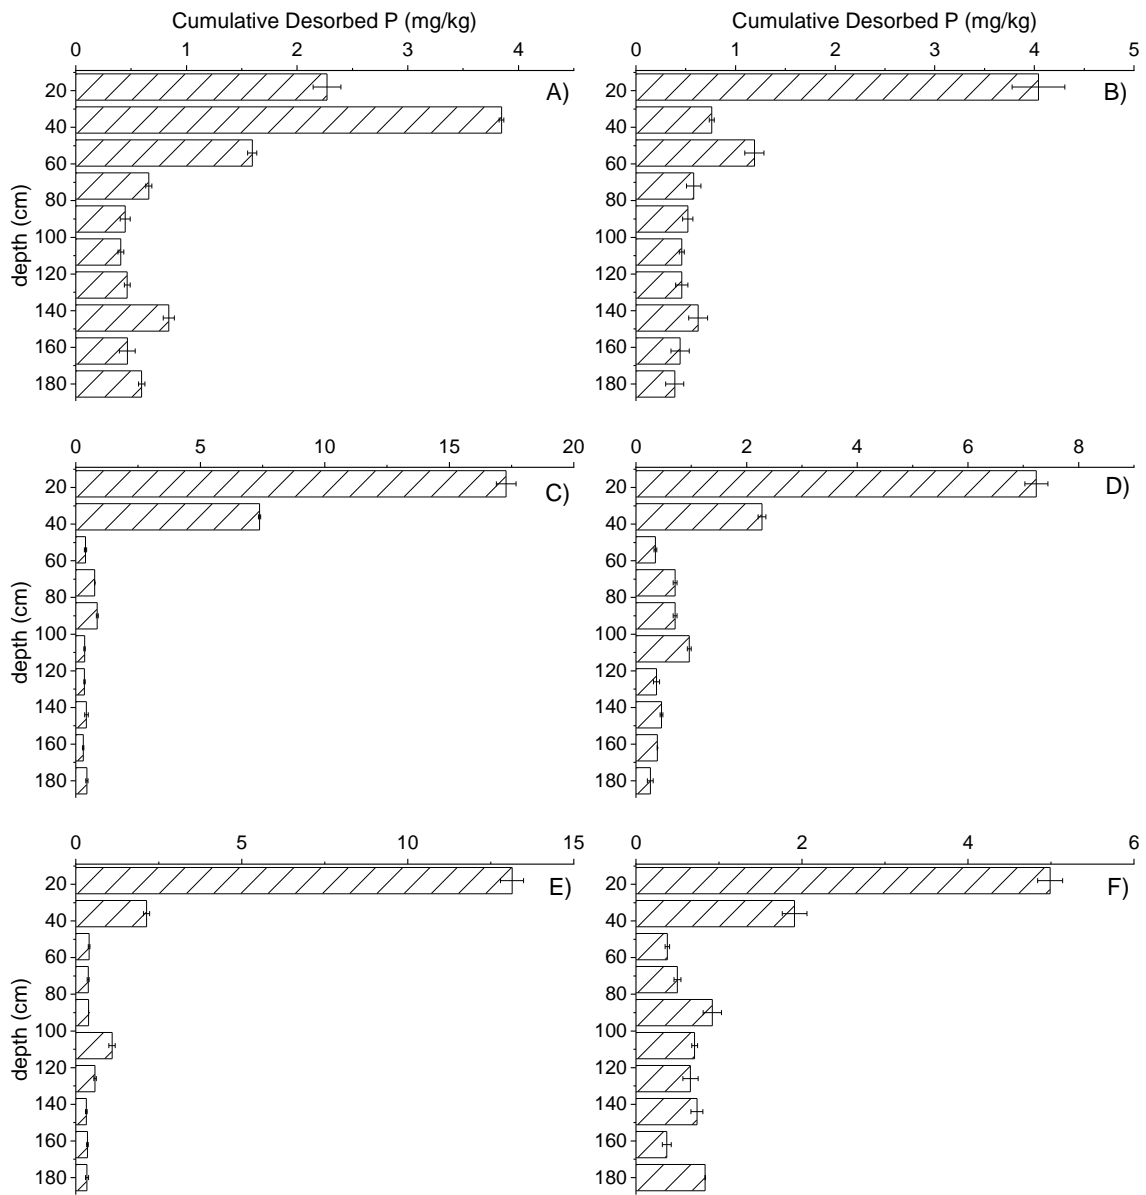 Cumulative Desorbed P (mg/kg) Cumulative Desorbed P (mg/kg)
0 1 2 3 4 0 1 2 3 4 5
20 A) 20 B)
40 40
60 60
80 80
100 100
120 120
140 140
160 160
180 180
depth (cm)
0 5 10 15 20 0 2 4 6 8
20 C) 20 D)
40 40
60 60
80 80
100 100
120 120
140 140
160 160
180 180
depth (cm)
0 5 10 15 0 2 4 6
20 E) 20 F)
40 40
60 60
80 80
100 100
120 120
140 140
160 160
180 180
depth (cm)